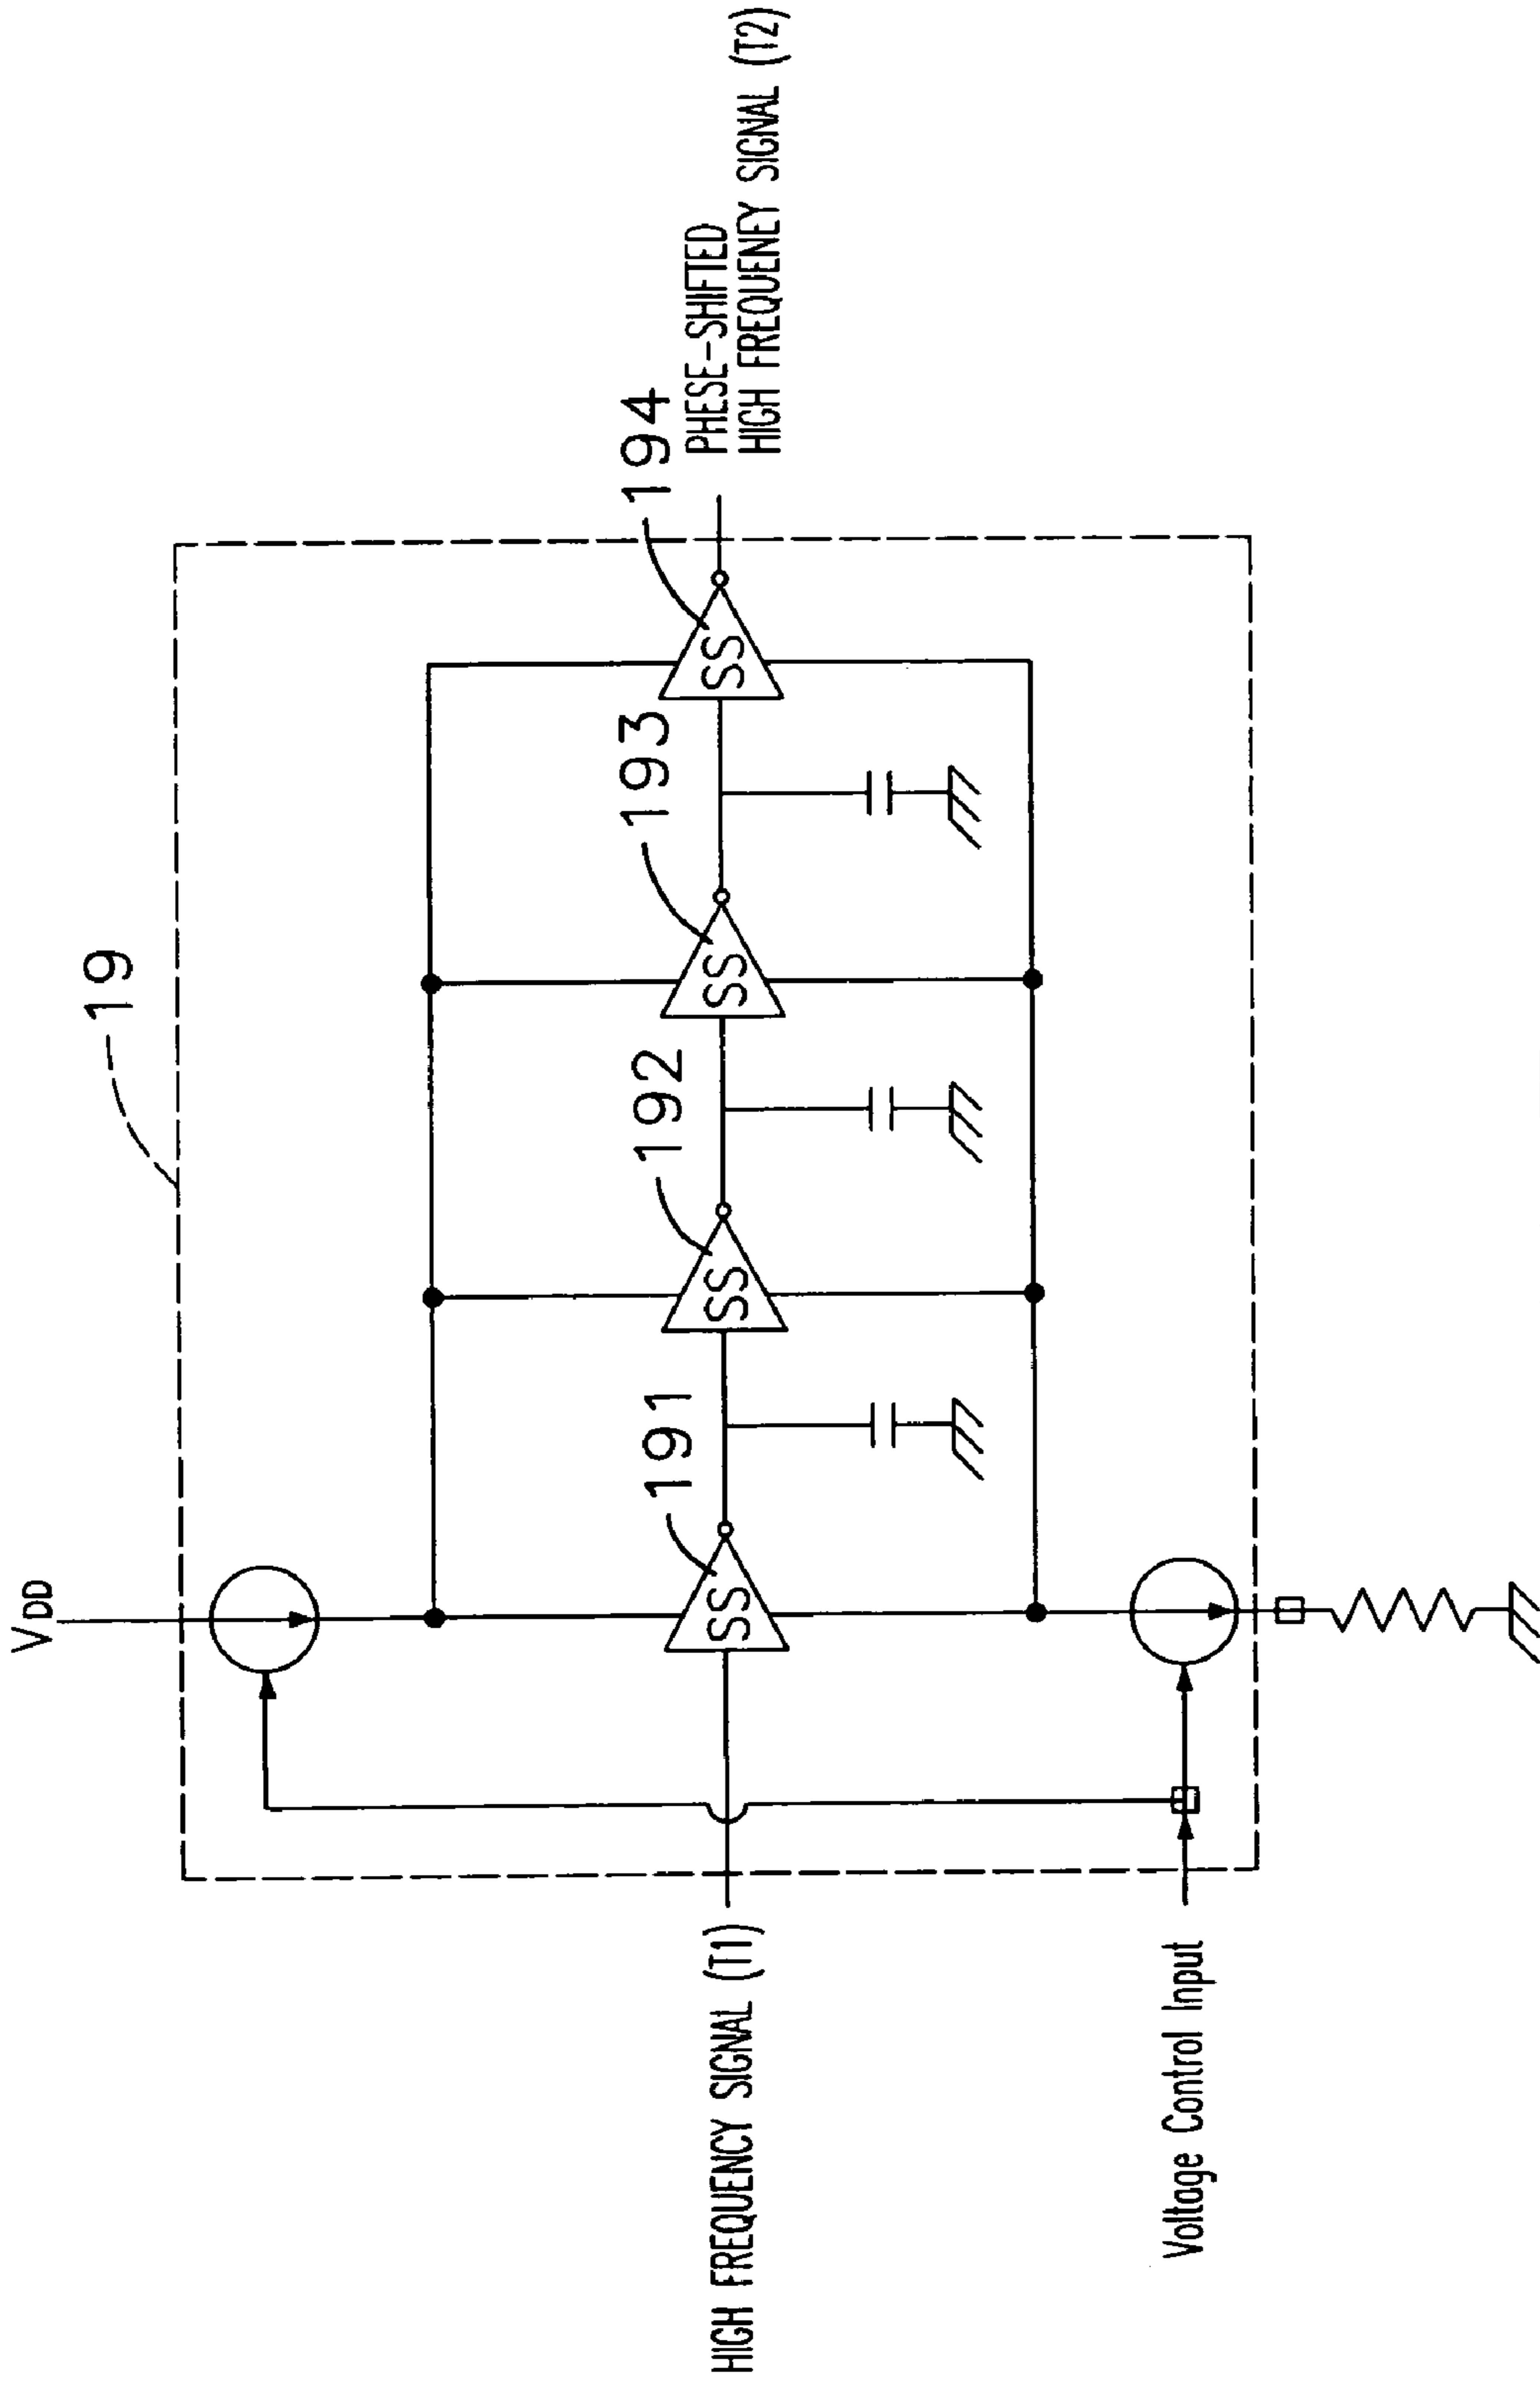 19
VDD
191
192
193
194
SS
SS
SS
SS
HIGH FREQUENCY SIGNAL (T1)
PHESE-SHIFTED
HIGH FREQUENEY SIGNAL (T2)
Voltage Control Input